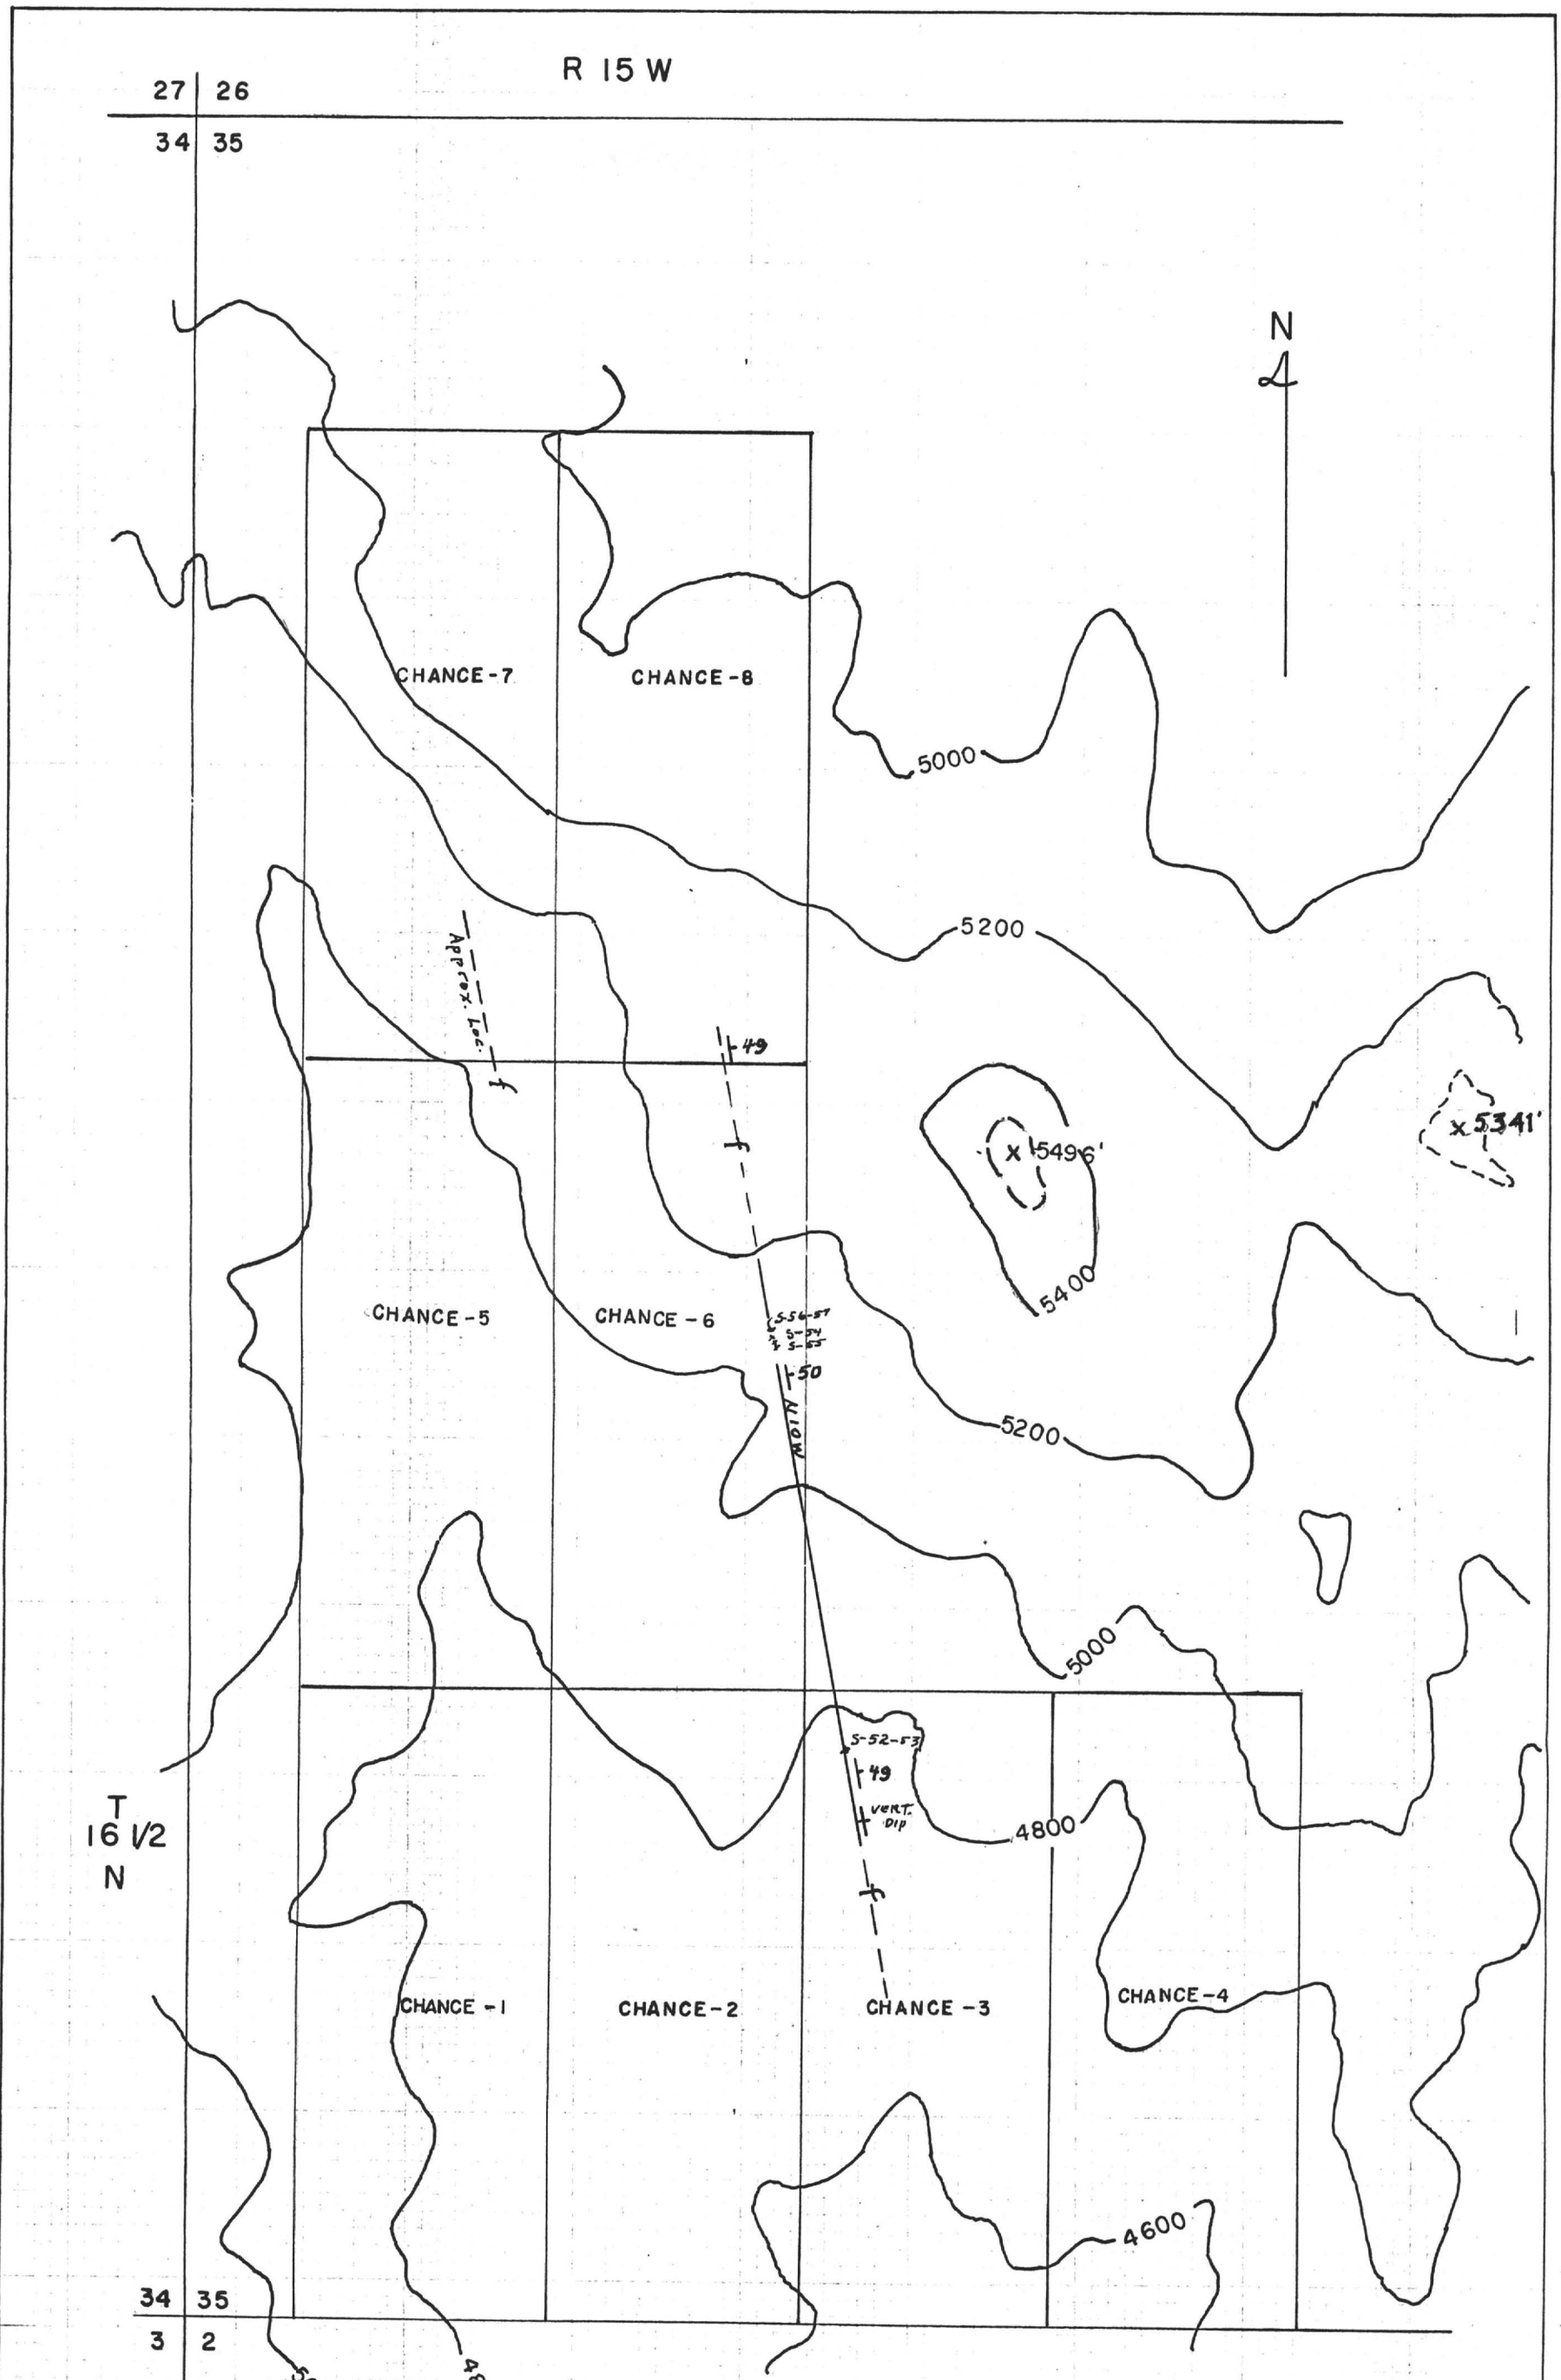 R 15 W
27 26
34 35
N
CHANCE-7
CHANCE-8
5000
5200
Approx. Loc.
f
49
f
5496'
5341'
5400
CHANCE-5
CHANCE-6
S-56-57
S-54
S-55
50
N10W
5200
5000
S-52-53
49
VERT.
DIP
4800
T
16 1/2
N
f
CHANCE-1
CHANCE-2
CHANCE-3
CHANCE-4
4600
34 35
3 2